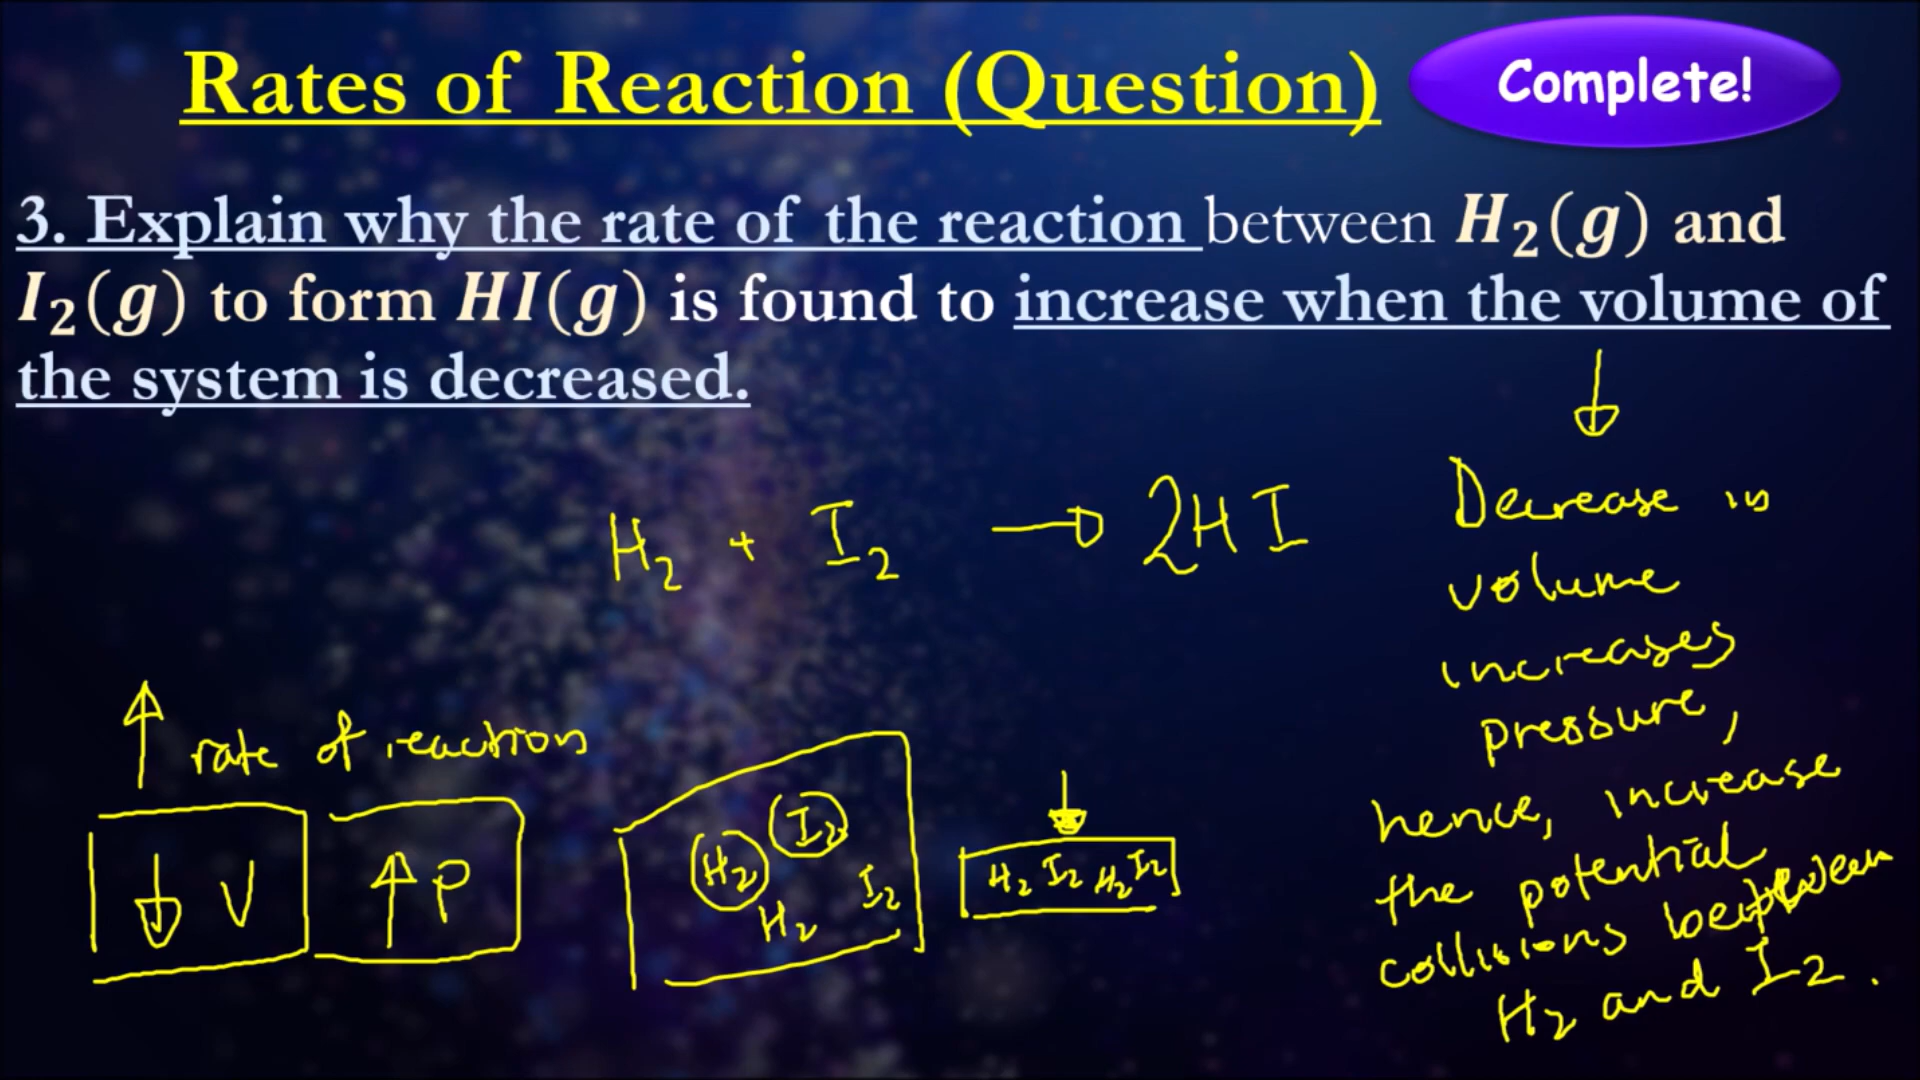 Rates of Reaction (Question)
Complete!
3. Explain why the rate of the reaction between H₂(g) and
I₂(g) to form HI(g) is found to increase when the volume of
the system is decreased.
H₂ + I₂ → 2HI
Decrease in
volume
increases
pressure,
hence, increase
the potential
collisions between
H₂ and I₂.
↑ rate of reaction
↓ V
↑ P
H₂ I₂
H₂ I₂
H₂ I₂ H₂ I₂